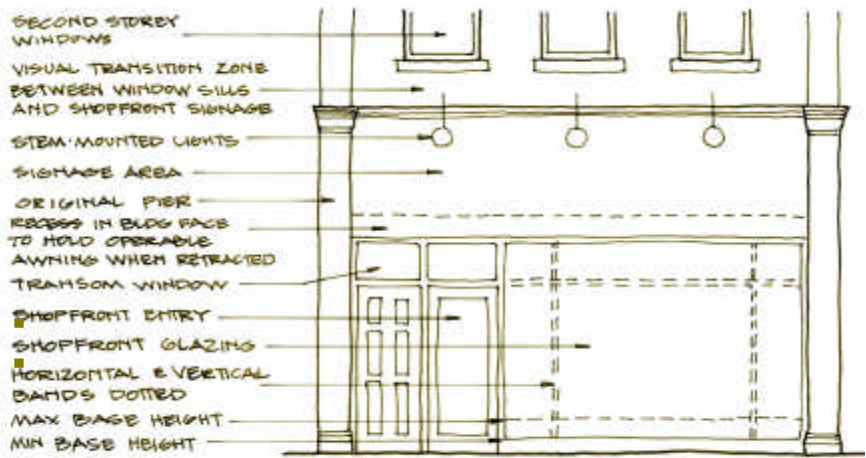 SECOND STOREY
WINDOWS
VISUAL TRANSITION ZONE
BETWEEN WINDOW SILLS
AND SHOPFRONT SIGNAGE
STEM-MOUNTED LIGHTS
SIGNAGE AREA
ORIGINAL PIER
RECESS IN BLDG FACE
TO HOLD OPERABLE
AWNING WHEN RETRACTED
TRANSOM WINDOW
SHOPFRONT ENTRY
SHOPFRONT GLAZING
HORIZONTAL & VERTICAL
BANDS DOTTED
MAX BASE HEIGHT
MIN BASE HEIGHT